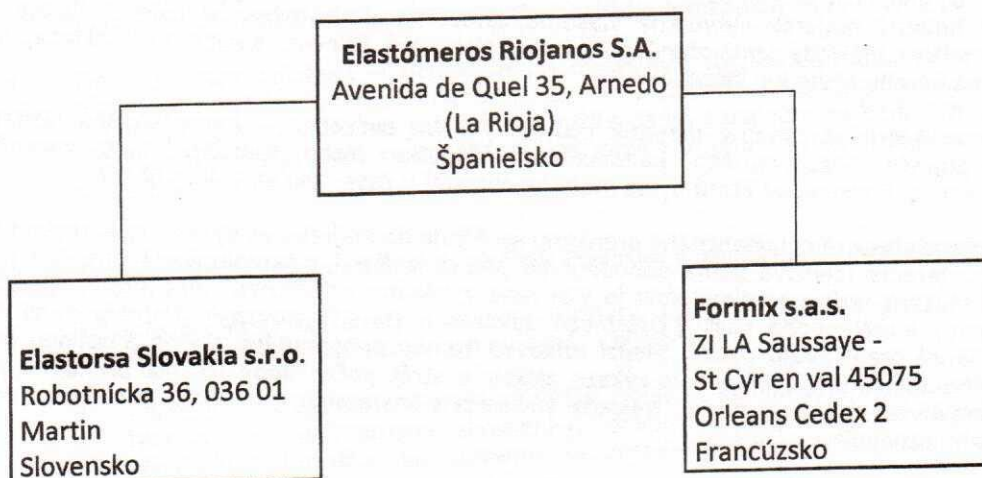 Elastómeros Riojanos S.A.
Avenida de Quel 35, Arnedo
(La Rioja)
Španielsko
Elastorsa Slovakia s.r.o.
Robotnícka 36, 036 01
Martin
Slovensko
Formix s.a.s.
ZI LA Saussaye -
St Cyr en val 45075
Orleans Cedex 2
Francúzsko